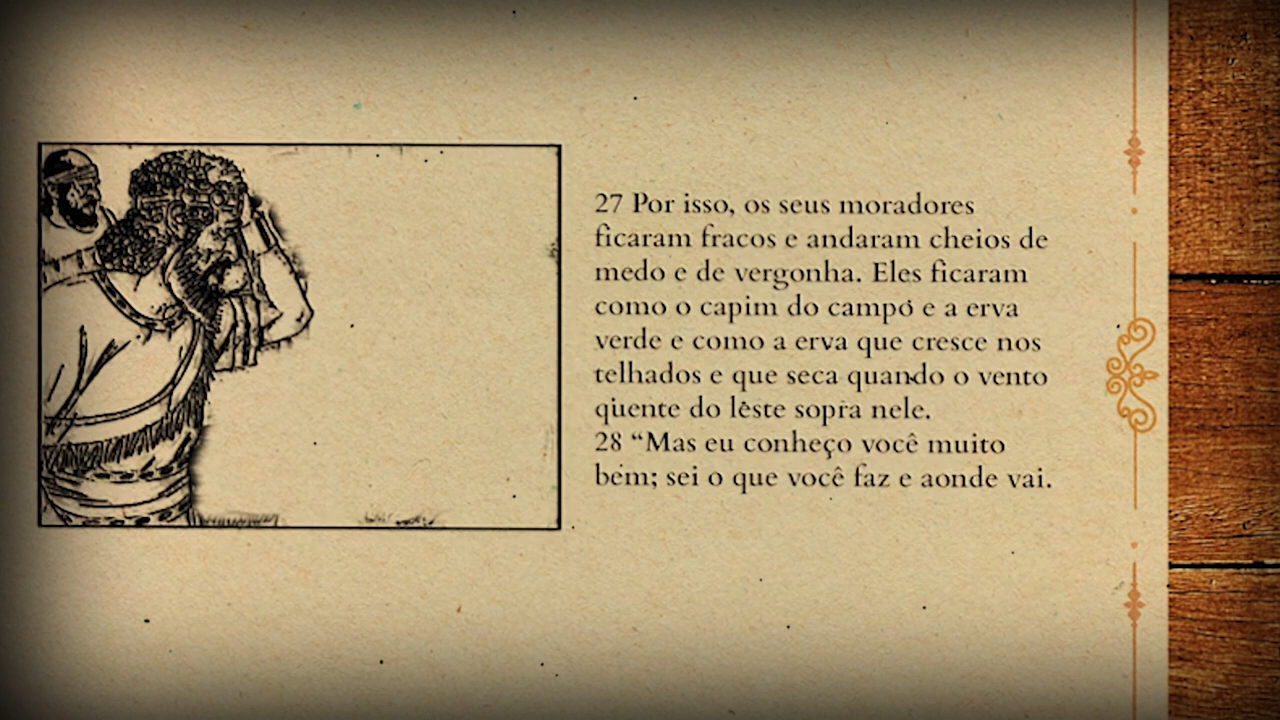 27 Por isso, os seus moradores
ficaram fracos e andaram cheios de
medo e de vergonha. Eles ficaram
como o capim do campo e a erva
verde e como a erva que cresce nos
telhados e que seca quando o vento
quente do leste sopra nele.
28 “Mas eu conheço você muito
bem; sei o que você faz e aonde vai.